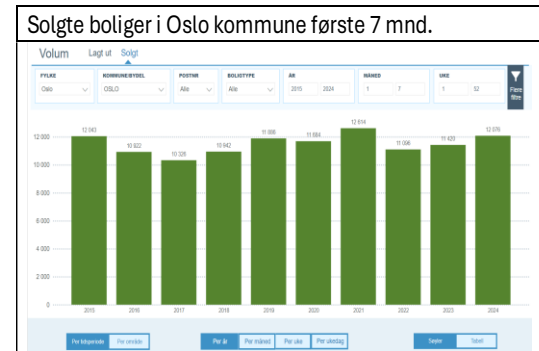 Solgte boliger i Oslo kommune første 7 mnd.
Volum Lagt ut Solgt
FYLKE KOMMUNE/BYDEL POSTNR BOLIGTYPE ÅR MÅNED UKE
Oslo OSLO Alle Alle 2015 2024 1 7 1 52 Flere
filtre
12 614
12 043 12 078
11 888 11 684
11 420
11 096
10 922 10 942
10 328
12 000
10 000
8 000
6 000
4 000
2 000
0
2015 2016 2017 2018 2019 2020 2021 2022 2023 2024
Per tidsperiode Per område Per år Per måned Per uke Per ukedag Søyler Tabell